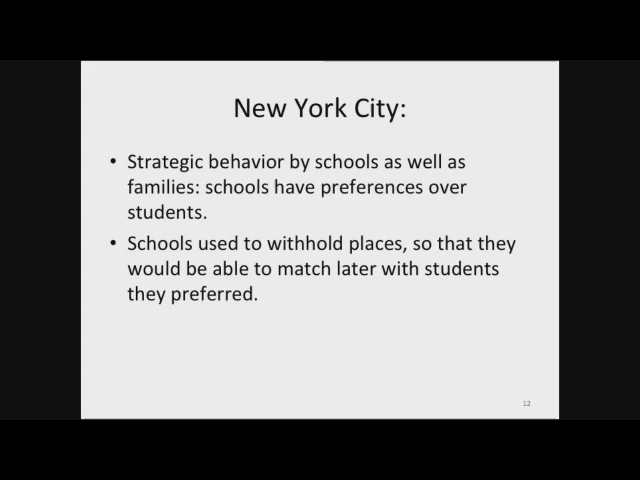 New York City:
• Strategic behavior by schools as well as
families: schools have preferences over
students.
• Schools used to withhold places, so that they
would be able to match later with students
they preferred.
12